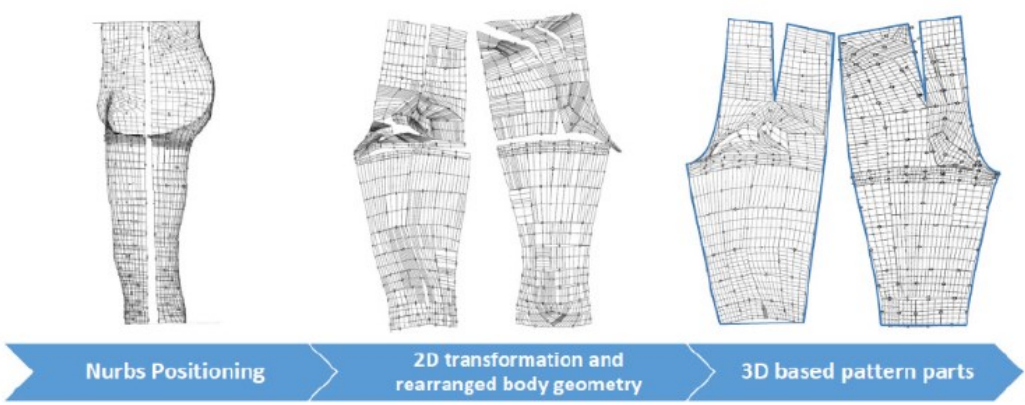 Nurbs Positioning
2D transformation and
rearranged body geometry
3D based pattern parts